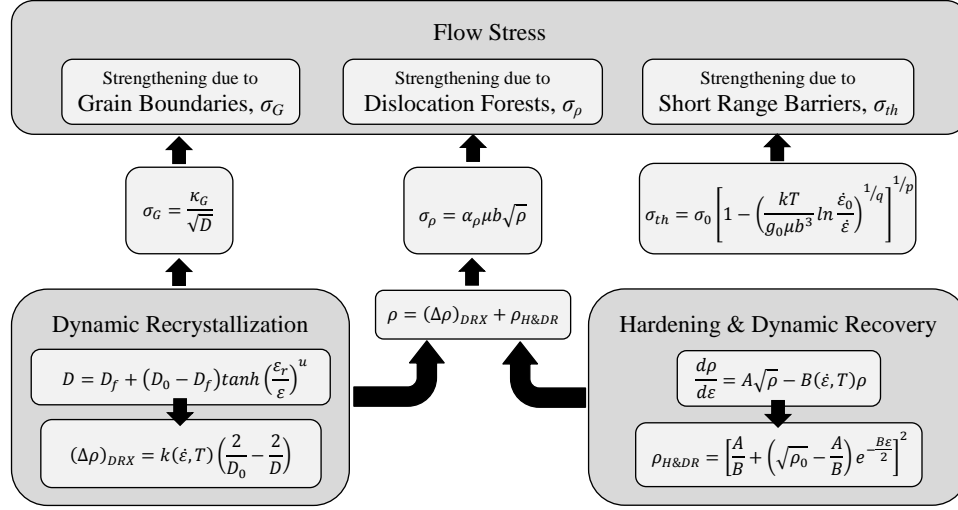 Flow Stress
Strengthening due to
Grain Boundaries, σ_G
Strengthening due to
Dislocation Forests, σ_ρ
Strengthening due to
Short Range Barriers, σ_th
σ_G = κ_G / √D
σ_ρ = α_ρ μb√ρ
σ_th = σ_0 [1 − (kT / (g_0 μb^3) ln (ε̇_0 / ε̇))^{1/q}]^{1/p}
Dynamic Recrystallization
D = D_f + (D_0 − D_f) tanh (ε_r / ε)^u
(Δρ)_DRX = k(ε̇, T) (2/D_0 − 2/D)
ρ = (Δρ)_DRX + ρ_H&DR
Hardening & Dynamic Recovery
dρ/dε = A√ρ − B(ε̇, T)ρ
ρ_H&DR = [A/B + (√ρ_0 − A/B) e^{−Bε/2}]^2